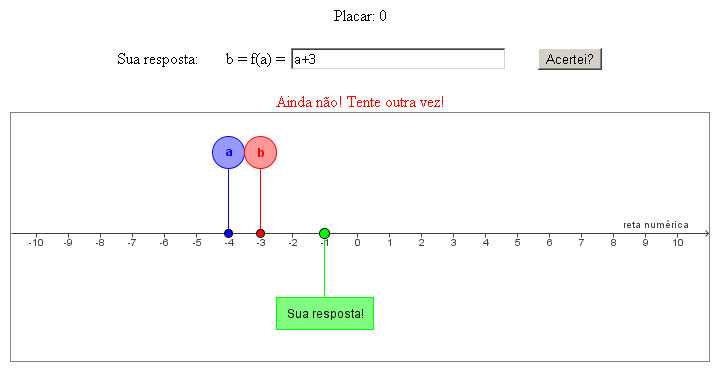 Placar: 0
Sua resposta: b = f(a) = a+3 Acertei?
Ainda não! Tente outra vez!
a b
reta numérica
-10 -9 -8 -7 -6 -5 -4 -3 -2 -1 0 1 2 3 4 5 6 7 8 9 10
Sua resposta!